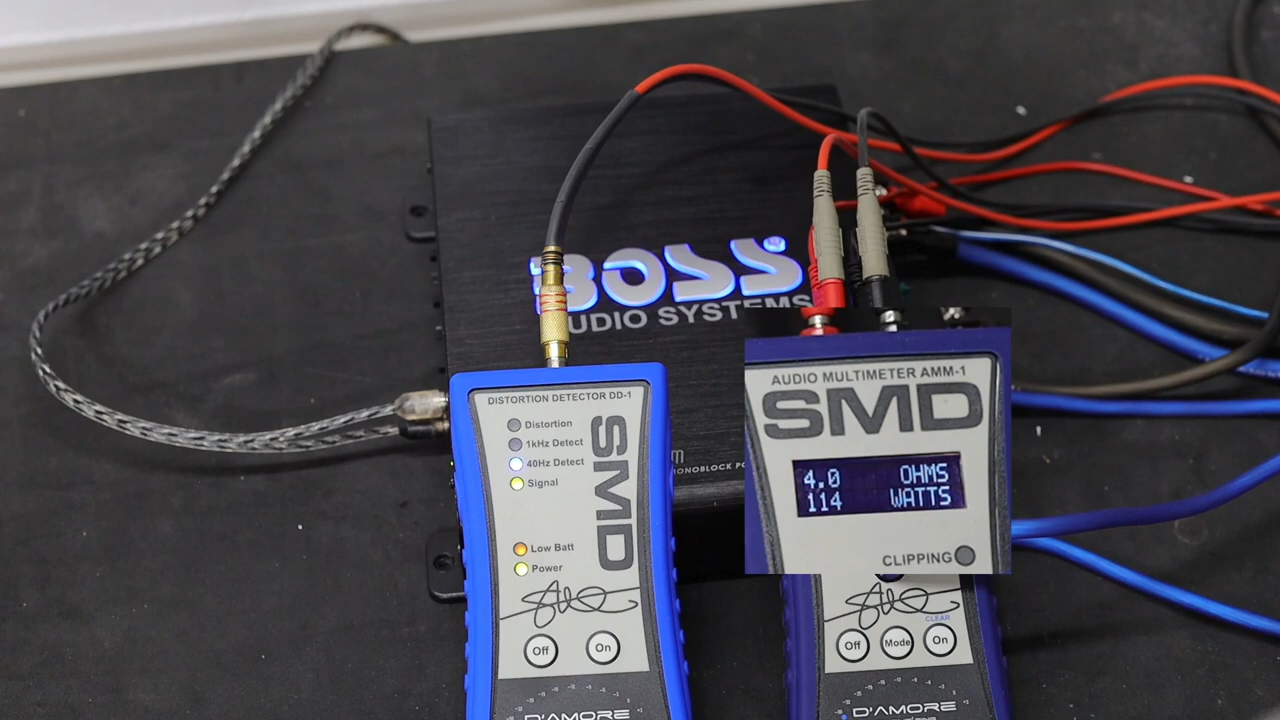 BOSS
AUDIO SYSTEMS
DISTORTION DETECTOR DD-1
Distortion
1kHz Detect
40Hz Detect
Signal
SMD
Low Batt
Power
Off
On
D'AMORE
AUDIO MULTIMETER AMM-1
SMD
4.0 OHMS
114 WATTS
CLIPPING
CLEAR
Off
Mode
On
D'AMORE